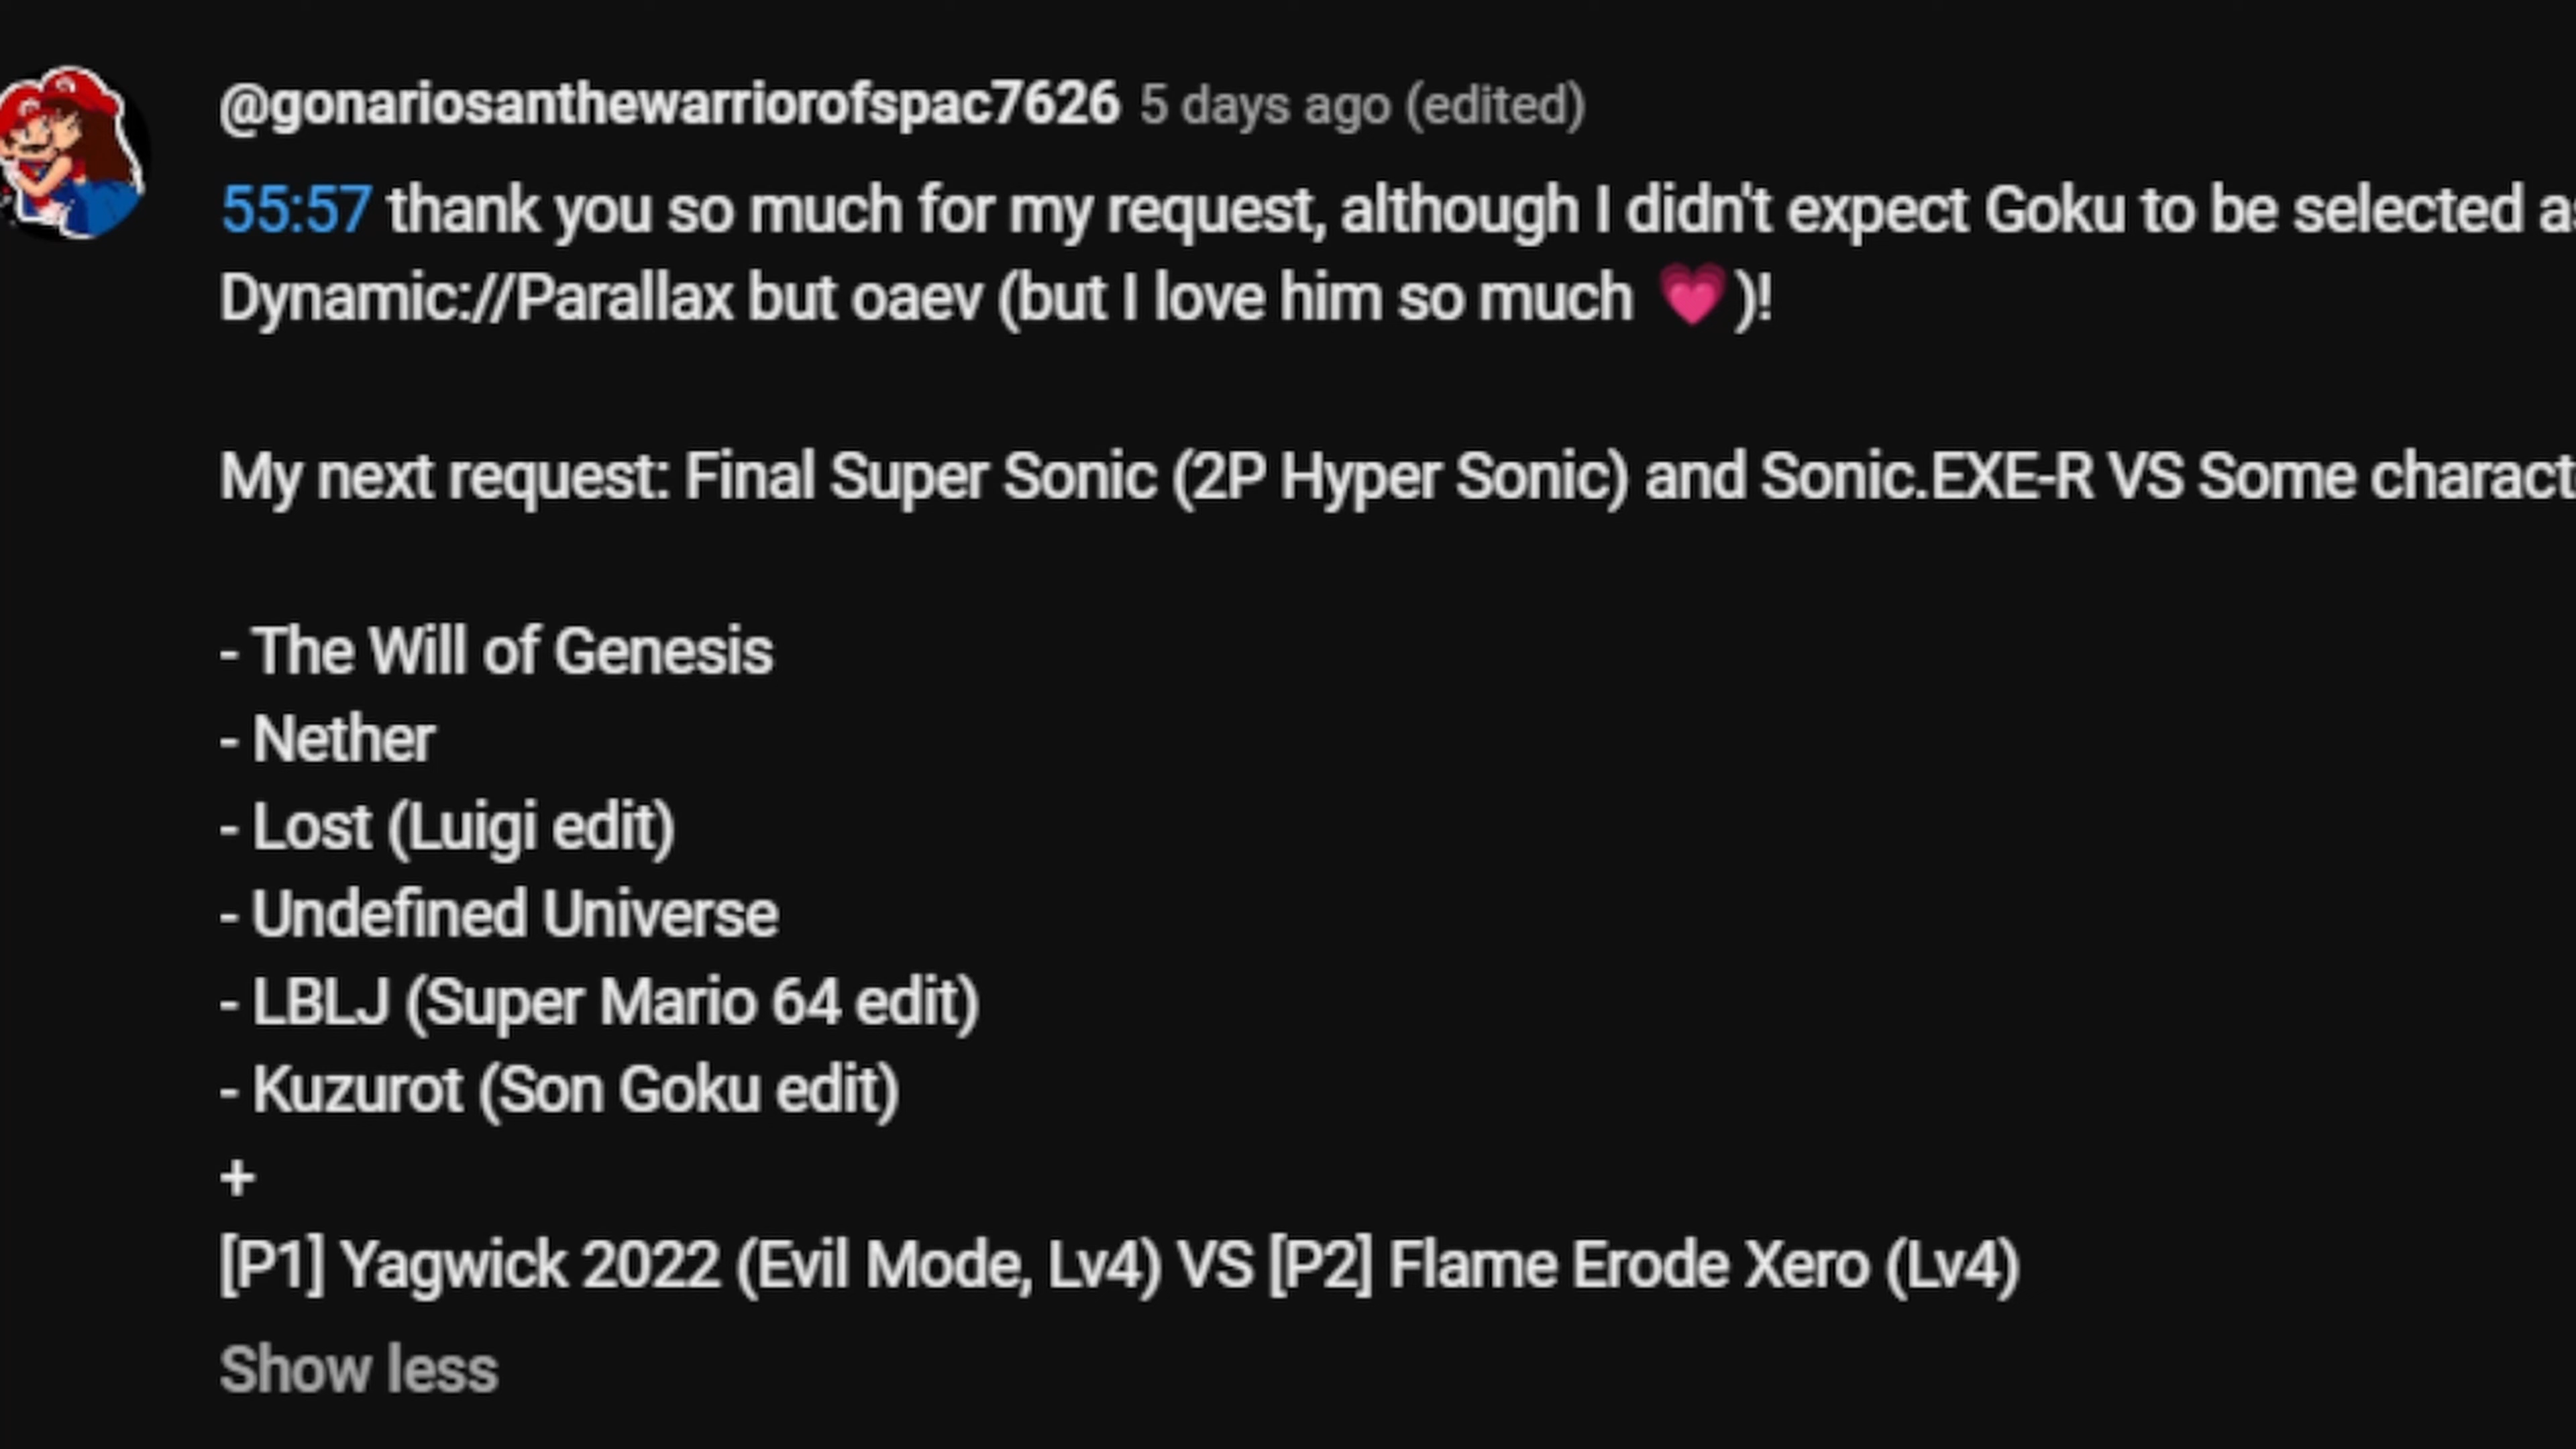 @gonariosanthewarriorofspac7626 5 days ago (edited)
55:57 thank you so much for my request, although I didn't expect Goku to be selected
Dynamic://Parallax but oaev (but I love him so much 💗)!
My next request: Final Super Sonic (2P Hyper Sonic) and Sonic.EXE-R VS Some
- The Will of Genesis
- Nether
- Lost (Luigi edit)
- Undefined Universe
- LBLJ (Super Mario 64 edit)
- Kuzurot (Son Goku edit)
+
[P1] Yagwick 2022 (Evil Mode, Lv4) VS [P2] Flame Erode Xero (Lv4)
Show less